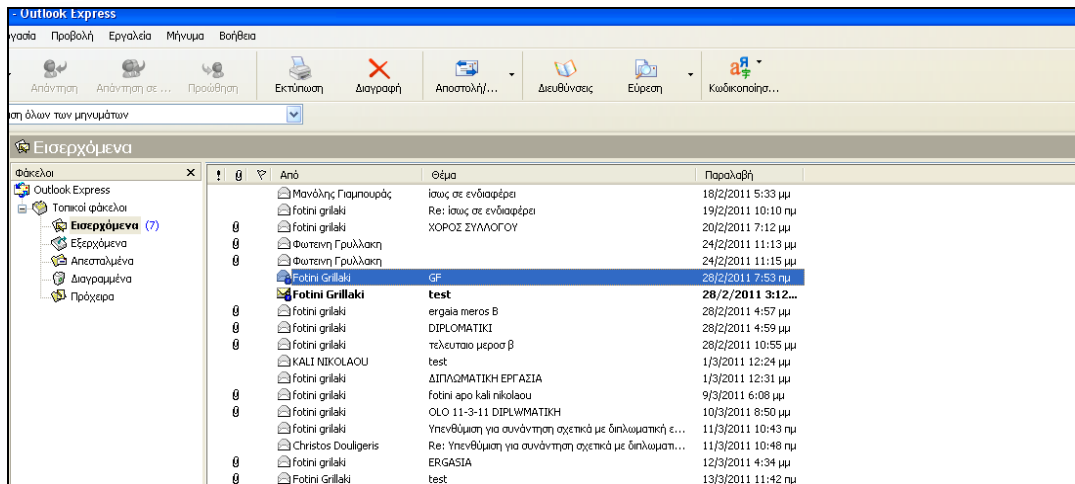 - Outlook Express
ργασία Προβολή Εργαλεία Μήνυμα Βοήθεια
Απάντηση Απάντηση σε ... Προώθηση Εκτύπωση Διαγραφή Αποστολή/... Διευθύνσεις Εύρεση Κωδικοποίησ...
ση όλων των μηνυμάτων
Εισερχόμενα
Φάκελοι x ! Από Θέμα Παραλαβή
Outlook Express
Τοπικοί φάκελοι
Εισερχόμενα (7)
Εξερχόμενα
Απεσταλμένα
Διαγραμμένα
Πρόχειρα
Μανόλης Γιαμπουράς ίσως σε ενδιαφέρει 18/2/2011 5:33 μμ
fotini grilaki Re: ίσως σε ενδιαφέρει 19/2/2011 10:10 πμ
fotini grilaki ΧΟΡΟΣ ΣΥΛΛΟΓΟΥ 20/2/2011 7:12 μμ
Φωτεινη Γρυλλακη 24/2/2011 11:13 μμ
Φωτεινη Γρυλλακη 24/2/2011 11:15 μμ
Fotini Grillaki GF 28/2/2011 7:53 πμ
Fotini Grillaki test 28/2/2011 3:12...
fotini grilaki ergaia meros B 28/2/2011 4:57 μμ
fotini grilaki DIPLOMATIKI 28/2/2011 4:59 μμ
fotini grilaki τελευταιο μεροσ β 28/2/2011 10:55 μμ
KALI NIKOLAOU test 1/3/2011 12:24 μμ
fotini grilaki ΔΙΠΛΩΜΑΤΙΚΗ ΕΡΓΑΣΙΑ 1/3/2011 12:31 μμ
fotini grilaki fotini apo kali nikolaou 9/3/2011 6:08 μμ
fotini grilaki OLO 11-3-11 DIPLWMATIKH 10/3/2011 8:50 μμ
fotini grilaki Υπενθύμιση για συνάντηση σχετικά με διπλωματική ε... 11/3/2011 10:43 πμ
Christos Douligeris Re: Υπενθύμιση για συνάντηση σχετικά με διπλωματ... 11/3/2011 10:48 πμ
fotini grilaki ERGASIA 12/3/2011 4:34 μμ
Fotini Grillaki test 13/3/2011 11:42 πμ